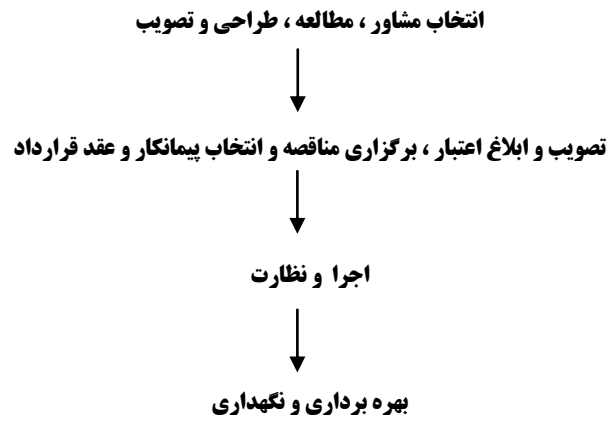 انتخاب مشاور ، مطالعه ، طراحی و تصویب
تصویب و ابلاغ اعتبار ، برگزاری مناقصه و انتخاب پیمانکار و عقد قرارداد
اجرا و نظارت
بهره برداری و نگهداری